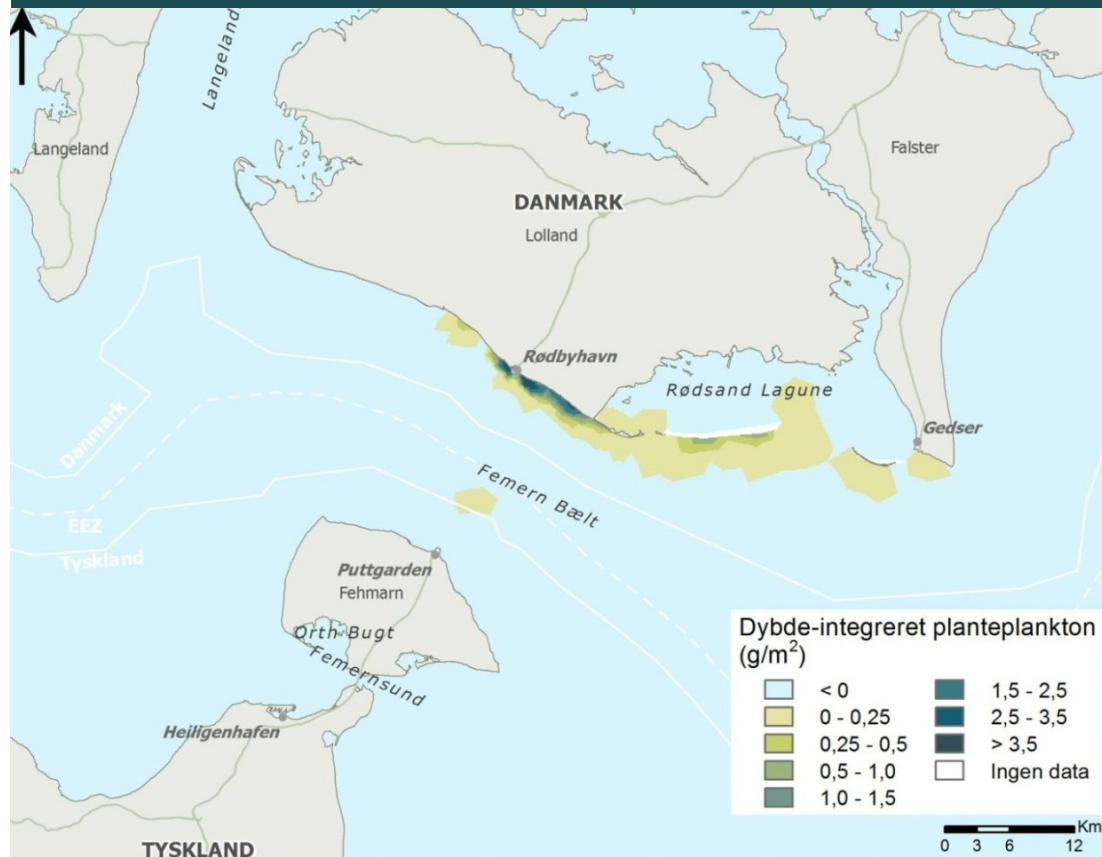 Langeland
Langeland
Falster
DANMARK
Lolland
Rødbyhavn
Rødsand Lagune
Gedser
Danmark
Femern Bælt
EEZ
Tyskland
Puttgarden
Fehmarn
Orth Bugt
Femernsund
Heiligenhafen
TYSKLAND
Dybde-integreret planteplankton
(g/m²)
< 0
0 - 0,25
0,25 - 0,5
0,5 - 1,0
1,0 - 1,5
1,5 - 2,5
2,5 - 3,5
> 3,5
Ingen data
Km
0 3 6 12